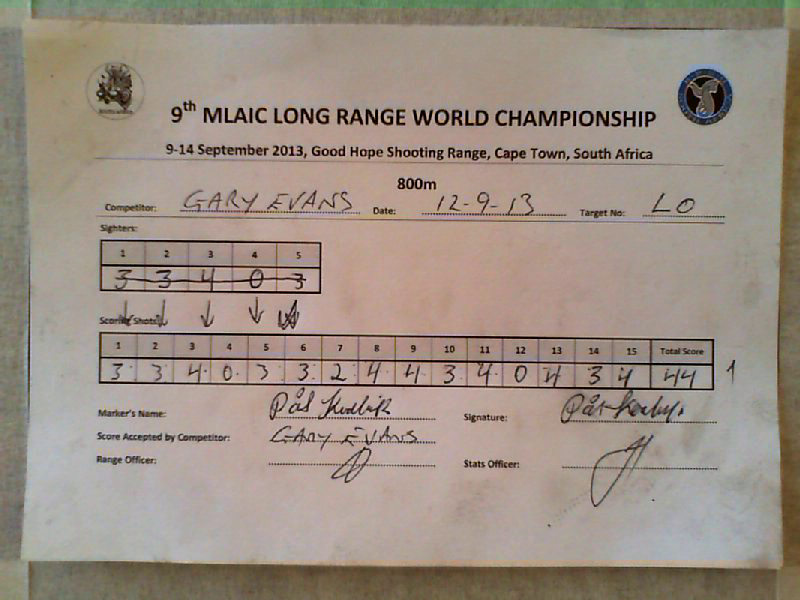 9th MLAIC LONG RANGE WORLD CHAMPIONSHIP
9-14 September 2013, Good Hope Shooting Range, Cape Town, South Africa
800m
Competitor: GARY EVANS Date: 12-9-13 Target No: LO
Sighters:
1 2 3 4 5
3 3 4 0 3
Scoring Shots:
1 2 3 4 5 6 7 8 9 10 11 12 13 14 15 Total Score
3 3 4 0 3 3 2 4 4 3 4 0 4 3 4 44 1
Marker's Name: Pål Signature: Pål
Score Accepted by Competitor: GARY EVANS
Range Officer: Stats Officer: